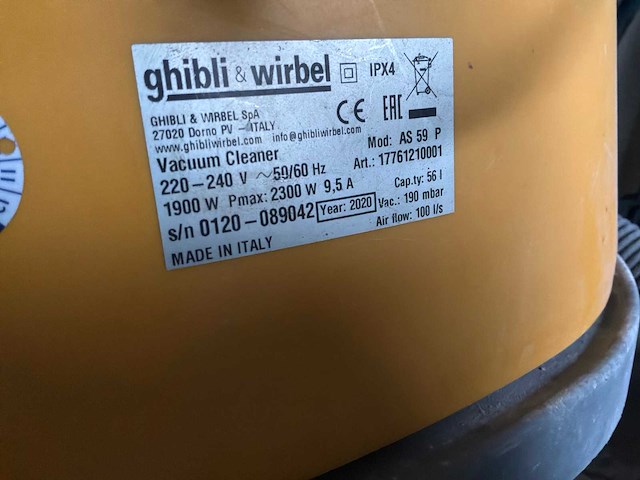 ghibli & wirbel IPX4
GHIBLI & WIRBEL SpA
27020 Dorno PV – ITALY
www.ghibliwirbel.com info@ghibliwirbel.com
CE EAC
Vacuum Cleaner Mod: AS 59 P
220–240 V ~ 59/60 Hz Art.: 17761210001
1900 W Pmax: 2300 W 9,5 A Cap.ty: 56 l
s/n 0120-089042 Year: 2020 Vac.: 190 mbar
MADE IN ITALY Air flow: 100 l/s